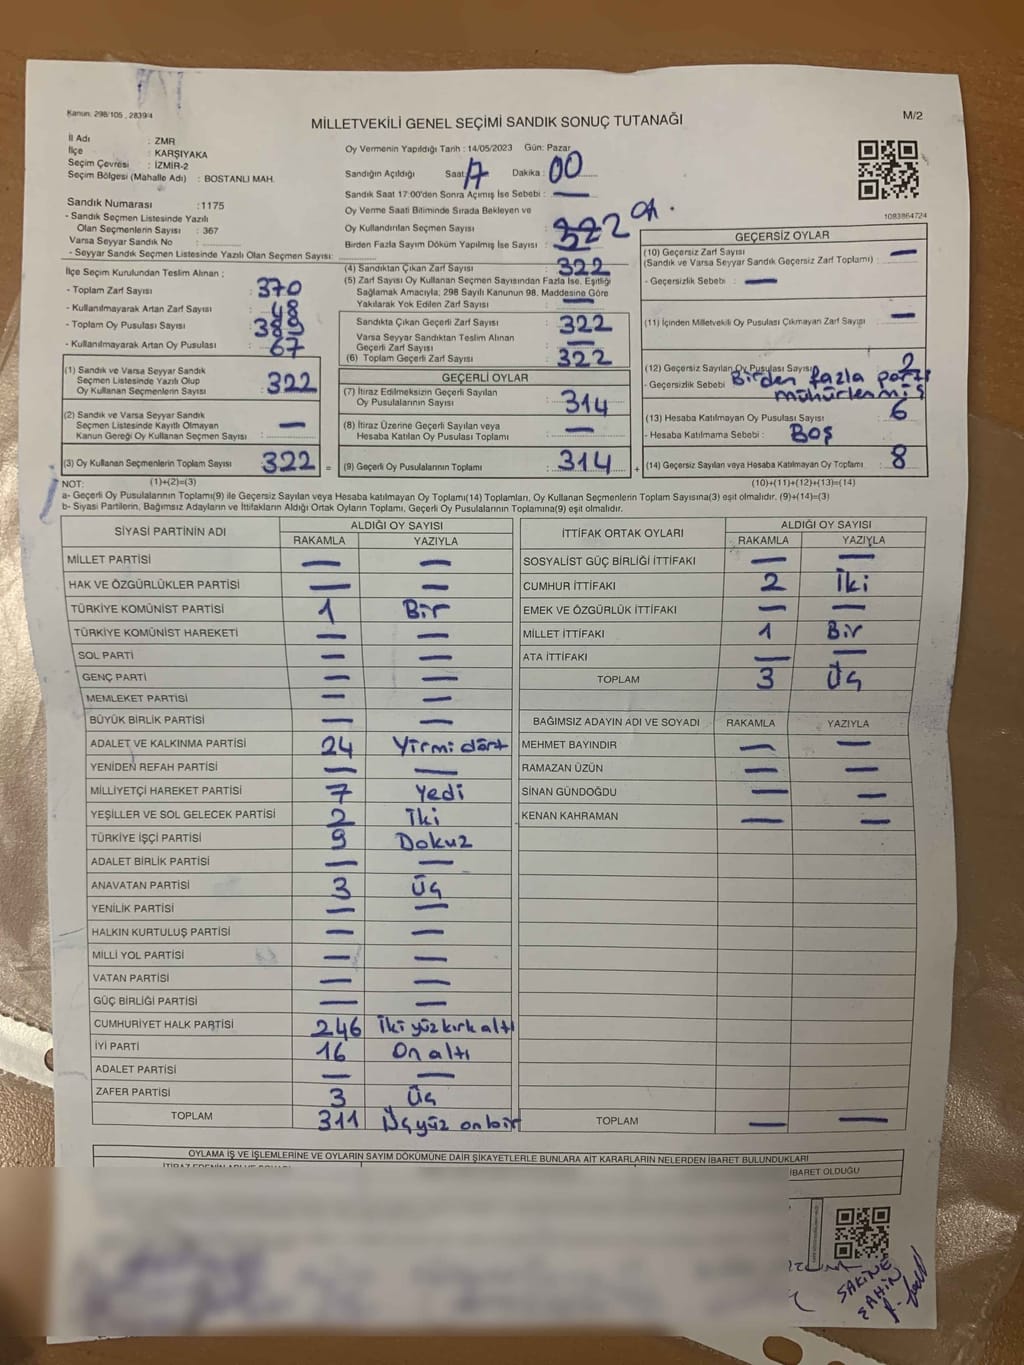 Kanun: 298/105 , 2839/4
M/2
MİLLETVEKİLİ GENEL SEÇİMİ SANDIK SONUÇ TUTANAĞI
İl Adı : ZMR
İlçe : KARŞIYAKA
Seçim Çevresi : İZMİR-2
Seçim Bölgesi (Mahalle Adı) : BOSTANLI MAH.
Sandık Numarası : 1175
- Sandık Seçmen Listesinde Yazılı
Olan Seçmenlerin Sayısı : 367
Varsa Seyyar Sandık No :
- Seyyar Sandık Seçmen Listesinde Yazılı Olan Seçmen Sayısı:
Oy Vermenin Yapıldığı Tarih : 14/05/2023 Gün: Pazar
Sandığın Açıldığı Saat: 17 Dakika : 00
Sandık Saat 17:00'den Sonra Açımış İse Sebebi : —
Oy Verme Saati Bitiminde Sırada Bekleyen ve
Oy Kullandırılan Seçmen Sayısı : 322
Birden Fazla Sayım Döküm Yapılmış İse Sayısı :
1083864724
İlçe Seçim Kurulundan Teslim Alınan ;
- Toplam Zarf Sayısı : 370
- Kullanılmayarak Artan Zarf Sayısı : 48
- Toplam Oy Pusulası Sayısı : 389
- Kullanılmayarak Artan Oy Pusulası : 67
(4) Sandıktan Çıkan Zarf Sayısı : 322
(5) Zarf Sayısı Oy Kullanan Seçmen Sayısından Fazla İse, Eşitliği
Sağlamak Amacıyla; 298 Sayılı Kanunun 98. Maddesine Göre
Yakılarak Yok Edilen Zarf Sayısı : —
Sandıkta Çıkan Geçerli Zarf Sayısı : 322
Varsa Seyyar Sandıktan Teslim Alınan
Geçerli Zarf Sayısı : —
(6) Toplam Geçerli Zarf Sayısı : 322
GEÇERSİZ OYLAR
(10) Geçersiz Zarf Sayısı
(Sandık ve Varsa Seyyar Sandık Geçersiz Zarf Toplamı) : —
- Geçersizlik Sebebi : —
(11) İçinden Milletvekili Oy Pusulası Çıkmayan Zarf Sayısı : —
(12) Geçersiz Sayılan Oy Pusulası Sayısı : 2
- Geçersizlik Sebebi : Birden fazla parti
mühürlenmiş
(13) Hesaba Katılmayan Oy Pusulası Sayısı : 6
- Hesaba Katılmama Sebebi : Boş
(14) Geçersiz Sayılan veya Hesaba Katılmayan Oy Toplamı : 8
(10)+(11)+(12)+(13)=(14)
(1) Sandık ve Varsa Seyyar Sandık
Seçmen Listesinde Yazılı Olup
Oy Kullanan Seçmenlerin Sayısı : 322
(2) Sandık ve Varsa Seyyar Sandık
Seçmen Listesinde Kayıtlı Olmayan
Kanun Gereği Oy Kullanan Seçmen Sayısı : —
(3) Oy Kullanan Seçmenlerin Toplam Sayısı : 322 =
GEÇERLİ OYLAR
(7) İtiraz Edilmeksizin Geçerli Sayılan
Oy Pusulalarının Sayısı : 314
(8) İtiraz Üzerine Geçerli Sayılan veya
Hesaba Katılan Oy Pusulası Toplamı : —
(9) Geçerli Oy Pusulalarının Toplamı : 314 +
NOT: (1)+(2)=(3)
a- Geçerli Oy Pusulalarının Toplamı(9) ile Geçersiz Sayılan veya Hesaba katılmayan Oy Toplamı(14) Toplamları, Oy Kullanan Seçmenlerin Toplam Sayısına(3) eşit olmalıdır. (9)+(14)=(3)
b- Siyasi Partilerin, Bağımsız Adayların ve İttifakların Aldığı Ortak Oyların Toplamı, Geçerli Oy Pusulalarının Toplamına(9) eşit olmalıdır.
SİYASİ PARTİNİN ADI ALDIĞI OY SAYISI
RAKAMLA YAZIYLA
MİLLET PARTİSİ — —
HAK VE ÖZGÜRLÜKLER PARTİSİ — —
TÜRKİYE KOMÜNİST PARTİSİ 1 Bir
TÜRKİYE KOMÜNİST HAREKETİ — —
SOL PARTİ — —
GENÇ PARTİ — —
MEMLEKET PARTİSİ — —
BÜYÜK BİRLİK PARTİSİ — —
ADALET VE KALKINMA PARTİSİ 24 Yirmi dört
YENİDEN REFAH PARTİSİ — —
MİLLİYETÇİ HAREKET PARTİSİ 7 Yedi
YEŞİLLER VE SOL GELECEK PARTİSİ 2 İki
TÜRKİYE İŞÇİ PARTİSİ 9 Dokuz
ADALET BİRLİK PARTİSİ — —
ANAVATAN PARTİSİ 3 Üç
YENİLİK PARTİSİ — —
HALKIN KURTULUŞ PARTİSİ — —
MİLLİ YOL PARTİSİ — —
VATAN PARTİSİ — —
GÜÇ BİRLİĞİ PARTİSİ — —
CUMHURİYET HALK PARTİSİ 246 İki yüz kırk altı
İYİ PARTİ 16 On altı
ADALET PARTİSİ — —
ZAFER PARTİSİ 3 Üç
TOPLAM 311 Üç yüz on bir
İTTİFAK ORTAK OYLARI ALDIĞI OY SAYISI
RAKAMLA YAZIYLA
SOSYALİST GÜÇ BİRLİĞİ İTTİFAKI — —
CUMHUR İTTİFAKI 2 İki
EMEK VE ÖZGÜRLÜK İTTİFAKI — —
MİLLET İTTİFAKI 1 Bir
ATA İTTİFAKI — —
TOPLAM 3 Üç
BAĞIMSIZ ADAYIN ADI VE SOYADI RAKAMLA YAZIYLA
MEHMET BAYINDIR — —
RAMAZAN ÜZÜN — —
SİNAN GÜNDOĞDU — —
KENAN KAHRAMAN — —
TOPLAM — —
OYLAMA İŞ VE İŞLEMLERİNE VE OYLARIN SAYIM DÖKÜMÜNE DAİR ŞİKAYETLERLE BUNLARA AİT KARARLARIN NELERDEN İBARET BULUNDUKLARI
İBARET OLDUĞU
SAKİNE
ŞAHİN